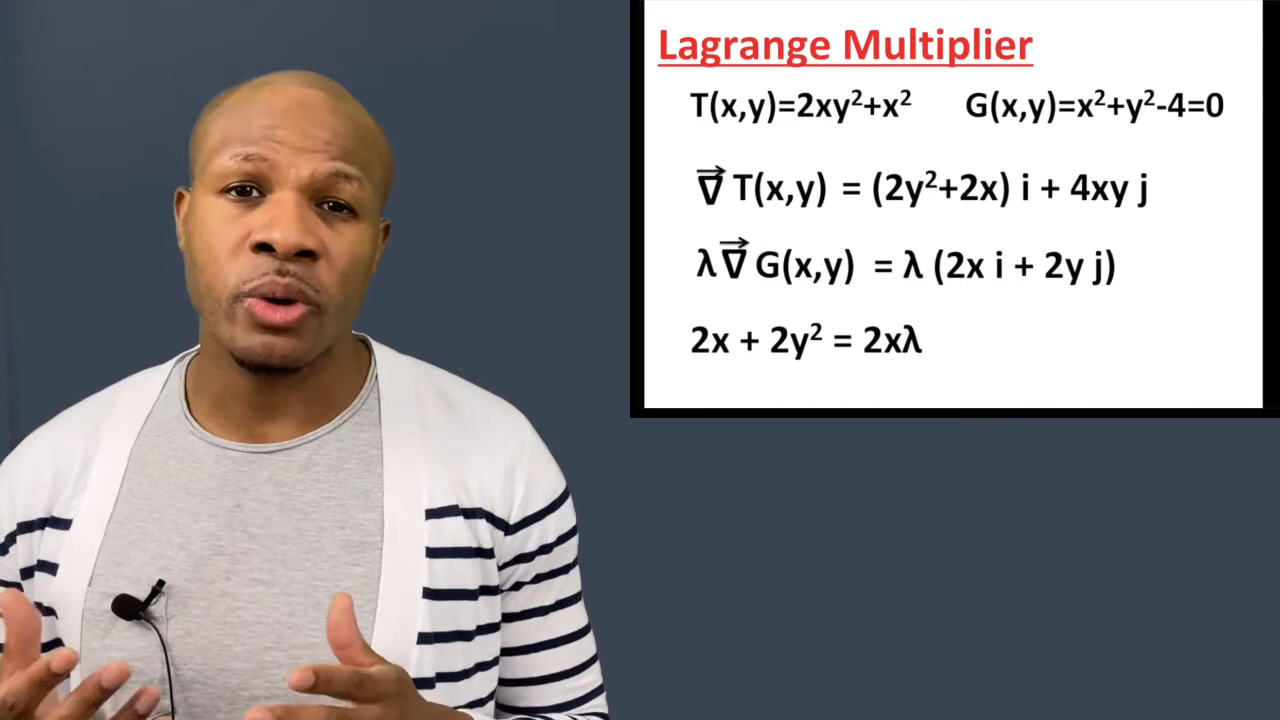 Lagrange Multiplier
T(x,y)=2xy²+x² G(x,y)=x²+y²-4=0
∇⃗ T(x,y) = (2y²+2x) i + 4xy j
λ∇⃗ G(x,y) = λ (2x i + 2y j)
2x + 2y² = 2xλ